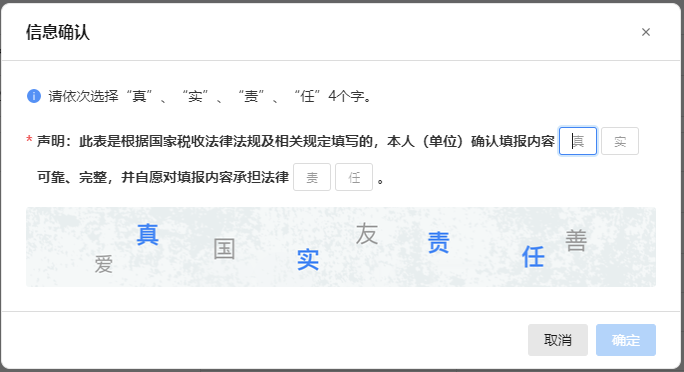 信息确认
×
请依次选择“真”、“实”、“责”、“任”4个字。
* 声明：此表是根据国家税收法律法规及相关规定填写的，本人（单位）确认填报内容 真 实
可靠、完整，并自愿对填报内容承担法律 责 任 。
爱 真 国 实 友 责 任 善
取消 确定